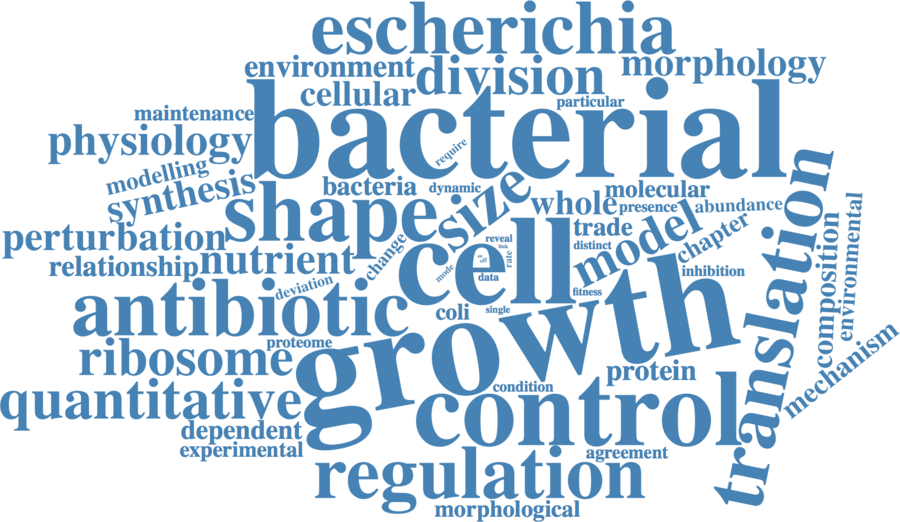 escherichia
environment
division
morphology
cellular
particular
maintenance
bacterial
physiology
require
modelling
synthesis
bacteria
dynamic
size
whole
molecular
presence
abundance
translation
shape
perturbation
relationship
nutrient
change
cell
reveal
link
rate
off
mode
data
trade
distinct
model
chapter
composition
environmental
inhibition
deviation
antibiotic
coli
single
fitness
growth
mechanism
ribosome
proteome
quantitative
condition
protein
control
dependent
experimental
agreement
regulation
morphological